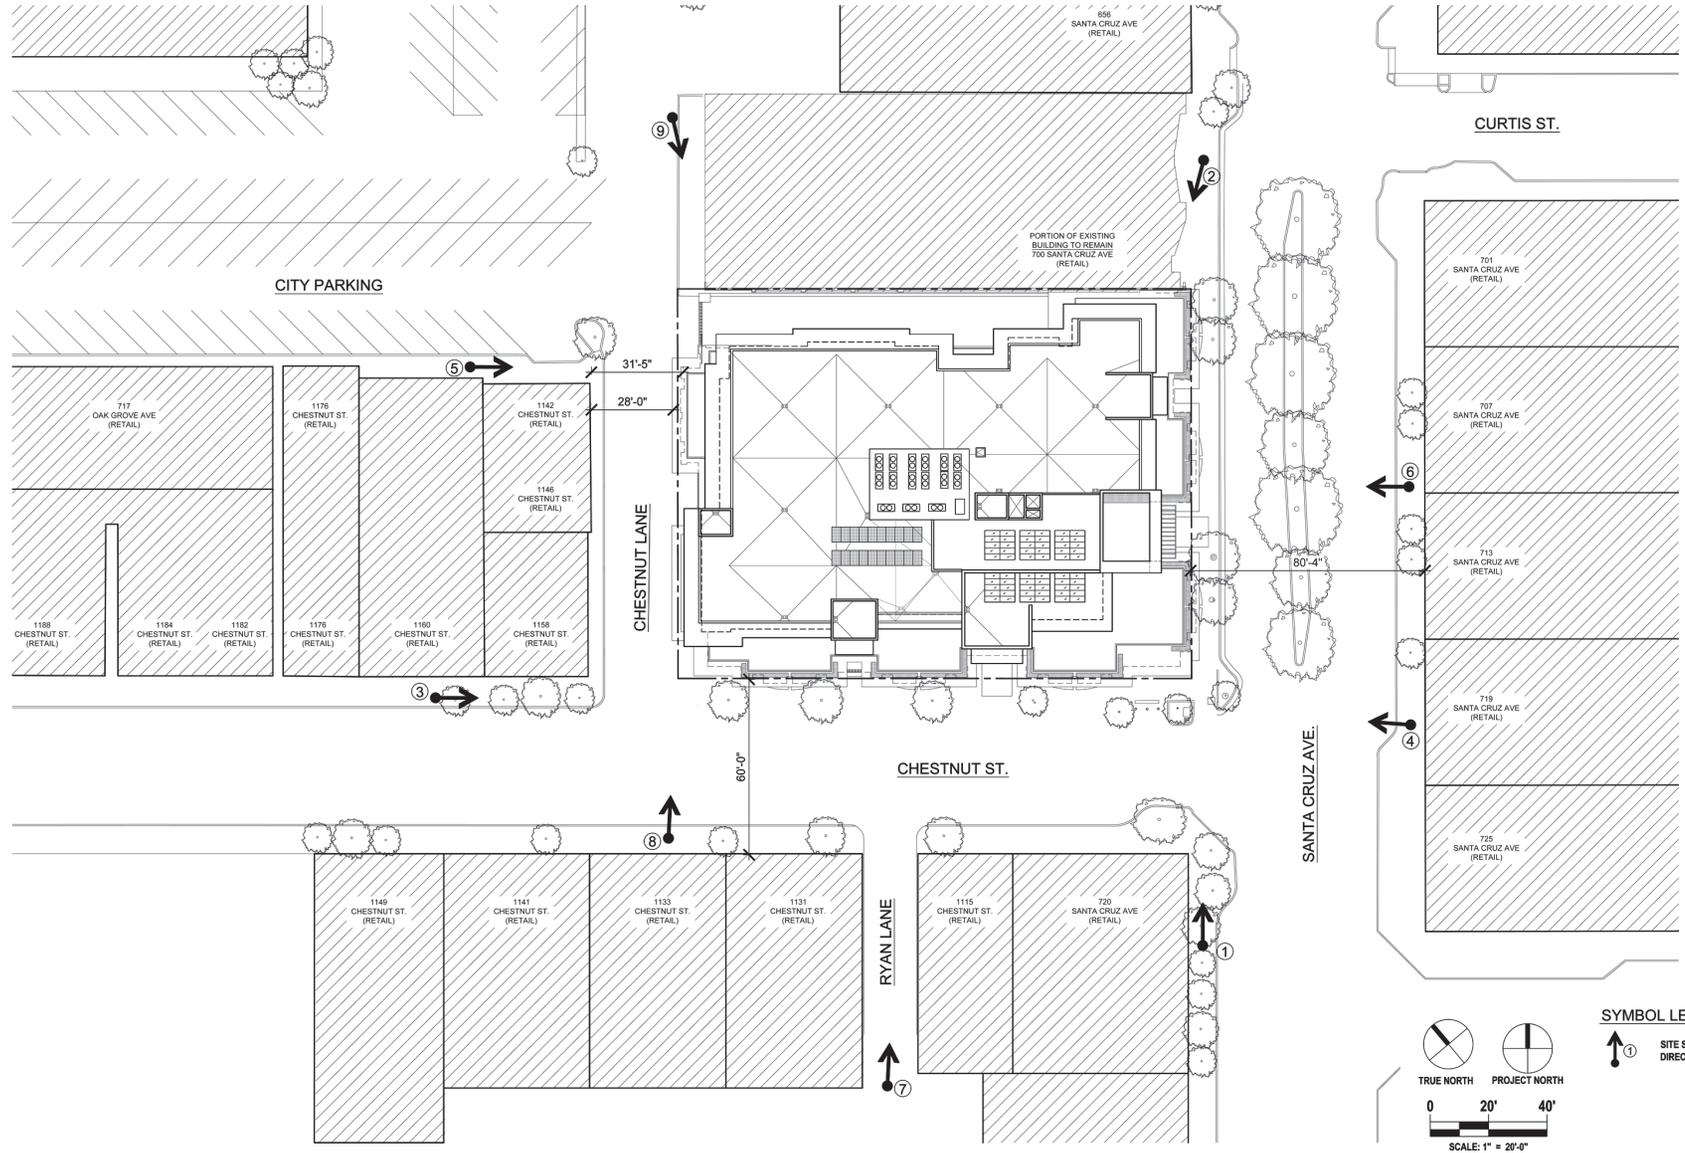 656
SANTA CRUZ AVE
(RETAIL)
CURTIS ST.
9
2
PORTION OF EXISTING
BUILDING TO REMAIN
700 SANTA CRUZ AVE
(RETAIL)
701
SANTA CRUZ AVE
(RETAIL)
CITY PARKING
5
31'-5"
28'-0"
717
OAK GROVE AVE
(RETAIL)
1176
CHESTNUT ST.
(RETAIL)
1142
CHESTNUT ST.
(RETAIL)
707
SANTA CRUZ AVE
(RETAIL)
6
1146
CHESTNUT ST.
(RETAIL)
CHESTNUT LANE
80'-4"
713
SANTA CRUZ AVE
(RETAIL)
1188
CHESTNUT ST.
(RETAIL)
1184
CHESTNUT ST.
(RETAIL)
1182
CHESTNUT ST.
(RETAIL)
1176
CHESTNUT ST.
(RETAIL)
1160
CHESTNUT ST.
(RETAIL)
1158
CHESTNUT ST.
(RETAIL)
3
719
SANTA CRUZ AVE
(RETAIL)
4
60'-0"
CHESTNUT ST.
SANTA CRUZ AVE.
8
725
SANTA CRUZ AVE
(RETAIL)
1149
CHESTNUT ST.
(RETAIL)
1141
CHESTNUT ST.
(RETAIL)
1133
CHESTNUT ST.
(RETAIL)
1131
CHESTNUT ST.
(RETAIL)
RYAN LANE
1115
CHESTNUT ST.
(RETAIL)
720
SANTA CRUZ AVE
(RETAIL)
1
7
SYMBOL LE
1
SITE S
DIREC
TRUE NORTH
PROJECT NORTH
0 20' 40'
SCALE: 1" = 20'-0"